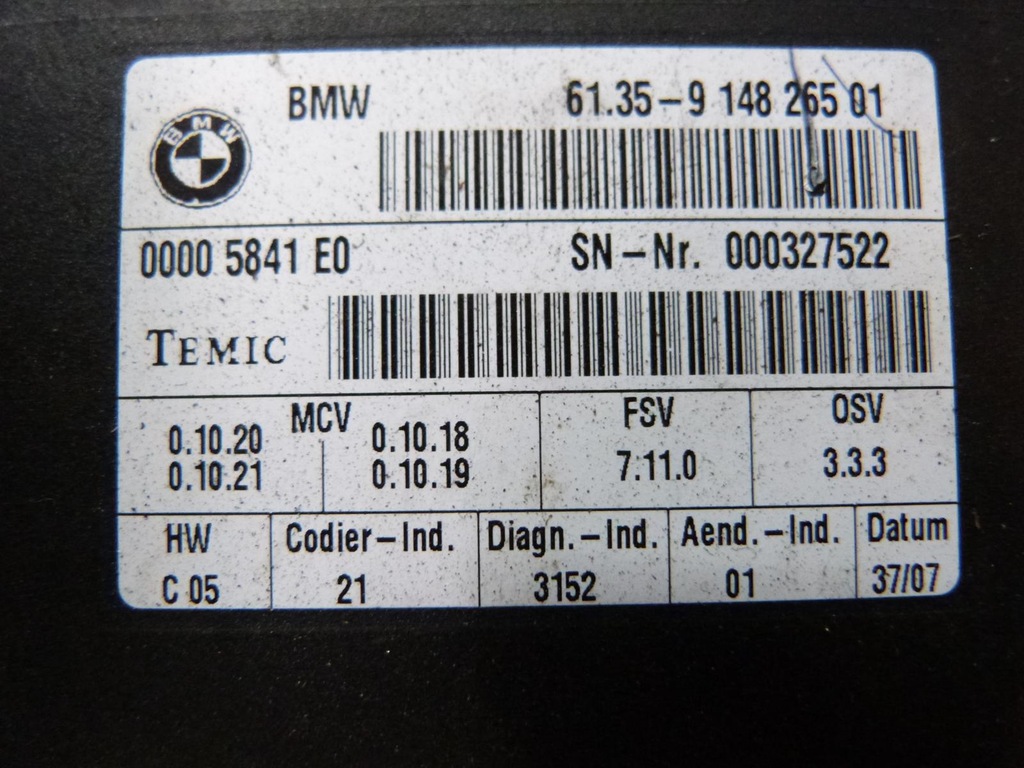 BMW 61.35-9 148 265 01
BMW
0000 5841 E0 SN-Nr. 000327522
TEMIC
MCV FSV OSV
0.10.20 0.10.18 7.11.0 3.3.3
0.10.21 0.10.19
HW Codier-Ind. Diagn.-Ind. Aend.-Ind. Datum
C 05 21 3152 01 37/07